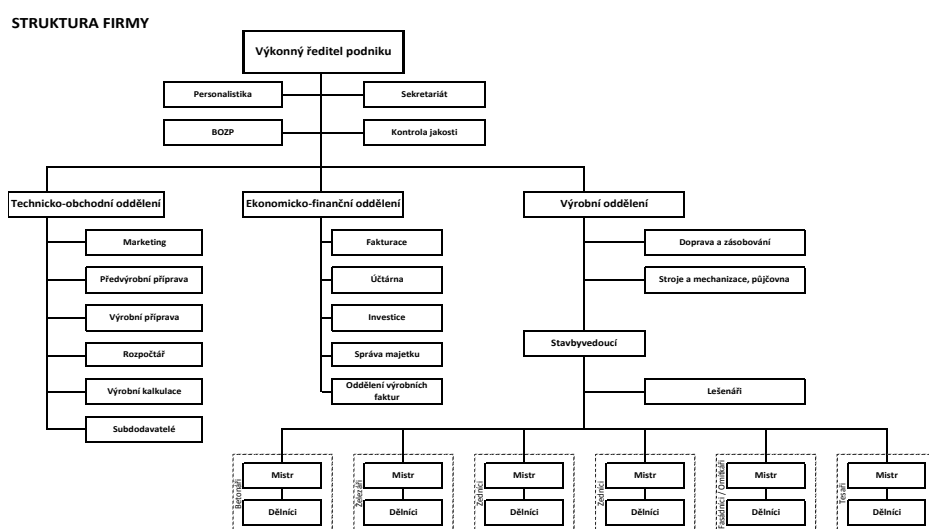 STRUKTURA FIRMY
Výkonný ředitel podniku
Personalistika
Sekretariát
BOZP
Kontrola jakosti
Technicko-obchodní oddělení
Ekonomicko-finanční oddělení
Výrobní oddělení
Marketing
Fakturace
Doprava a zásobování
Předvýrobní příprava
Účtárna
Stroje a mechanizace, půjčovna
Výrobní příprava
Investice
Stavbyvedoucí
Rozpočtář
Správa majetku
Výrobní kalkulace
Oddělení výrobních
faktur
Lešenáři
Subdodavatelé
Betonáři
Mistr
Dělníci
Železáři
Mistr
Dělníci
Zedníci
Mistr
Dělníci
Zedníci
Mistr
Dělníci
Fasádníci / Omítkáři
Mistr
Dělníci
Tesaři
Mistr
Dělníci